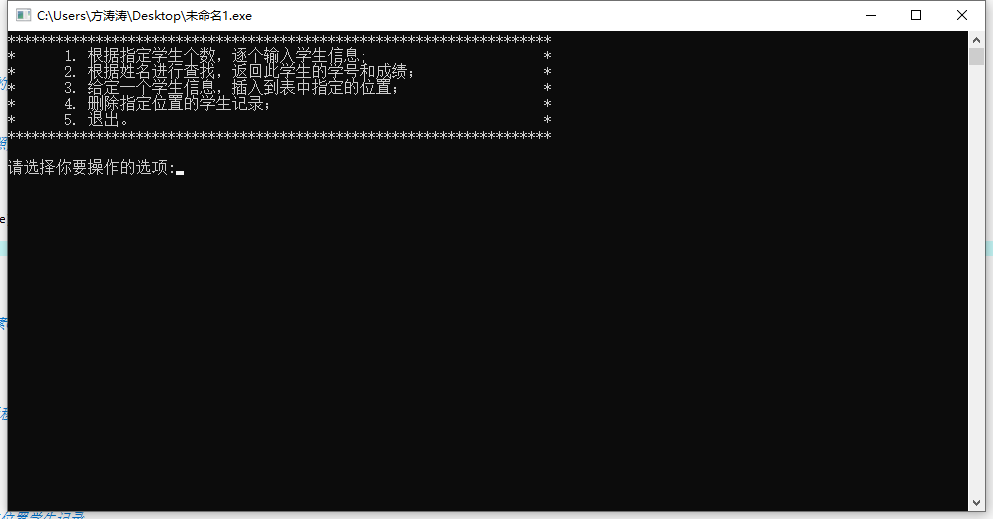 C:\Users\方涛涛\Desktop\未命名1.exe
********************************************************************
* 1. 根据指定学生个数，逐个输入学生信息； *
* 2. 根据姓名进行查找，返回此学生的学号和成绩； *
* 3. 给定一个学生信息，插入到表中指定的位置； *
* 4. 删除指定位置的学生记录； *
* 5. 退出。 *
********************************************************************
请选择你要操作的选项: